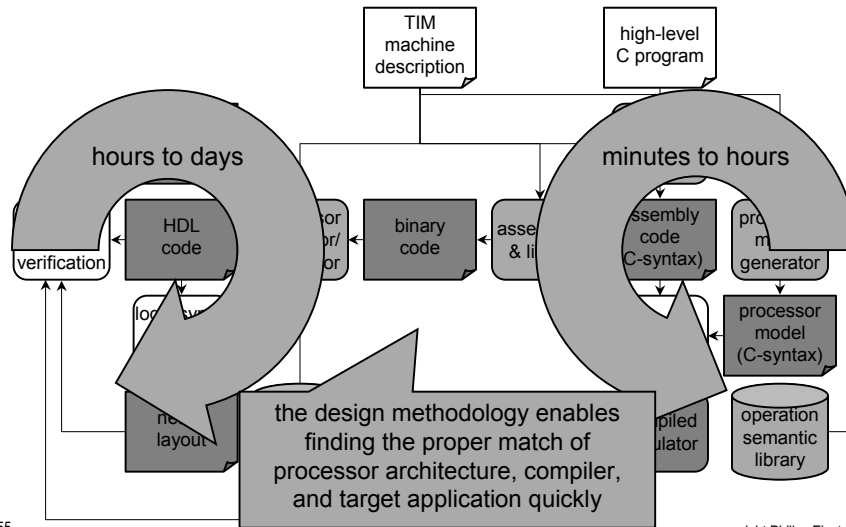 TIM
machine
description
high-level
C program
hours to days
minutes to hours
verification
HDL
code
binary
code
& li
assembly
code
(C-syntax)
generator
processor
model
(C-syntax)
layout
operation
semantic
library
the design methodology enables
finding the proper match of
processor architecture, compiler,
and target application quickly